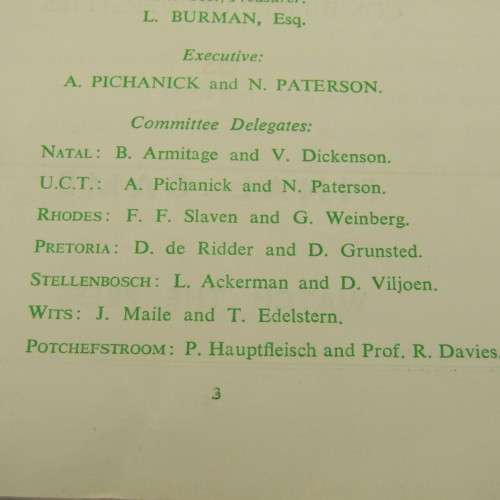 Treasurer:
L. BURMAN, Esq.
Executive:
A. PICHANICK and N. PATERSON.
Committee Delegates:
NATAL: B. Armitage and V. Dickenson.
U.C.T.: A. Pichanick and N. Paterson.
RHODES: F. F. Slaven and G. Weinberg.
PRETORIA: D. de Ridder and D. Grunsted.
STELLENBOSCH: L. Ackerman and D. Viljoen.
WITS: J. Maile and T. Edelstern.
POTCHEFSTROOM: P. Hauptfleisch and Prof. R. Davies.
3